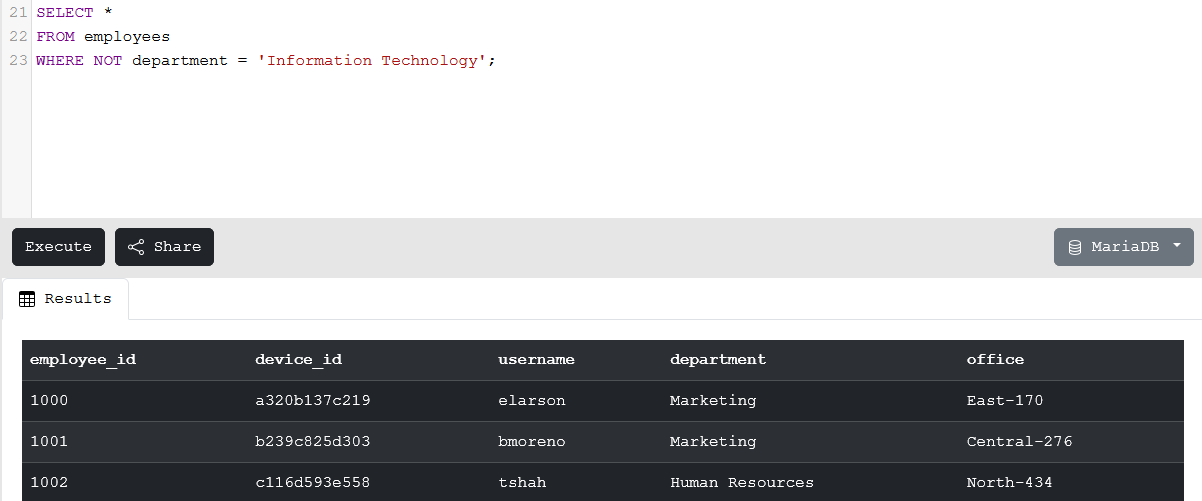 21 SELECT *
22 FROM employees
23 WHERE NOT department = 'Information Technology';
Execute Share MariaDB
Results
employee_id device_id username department office
1000 a320b137c219 elarson Marketing East-170
1001 b239c825d303 bmoreno Marketing Central-276
1002 c116d593e558 tshah Human Resources North-434